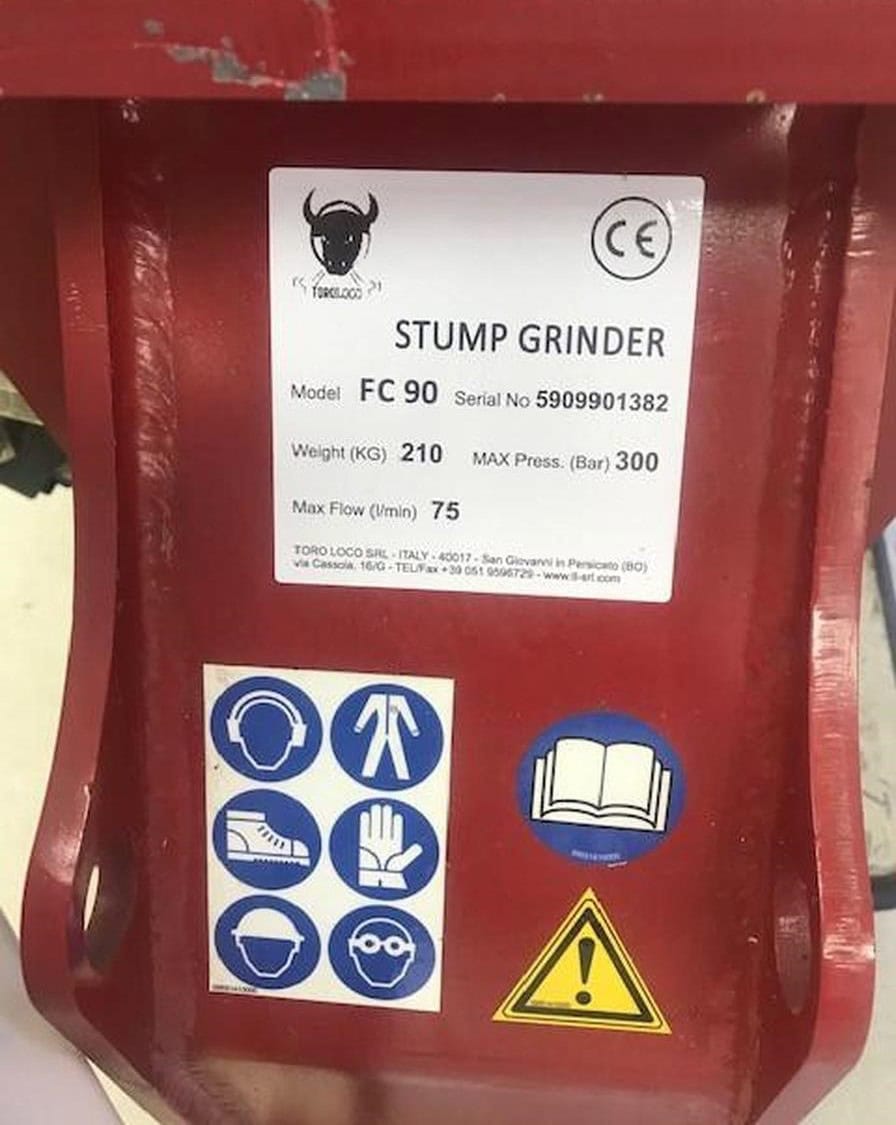 TOROLOCO
CE
STUMP GRINDER
Model FC 90 Serial No 5909901382
Weight (KG) 210 MAX Press. (Bar) 300
Max Flow (l/min) 75
TORO LOCO SRL - ITALY - 40017 - San Giovanni in Persiceto (BO)
via Cassola, 16/G - TEL/Fax +39 051 9596729 - www.tl-srl.com